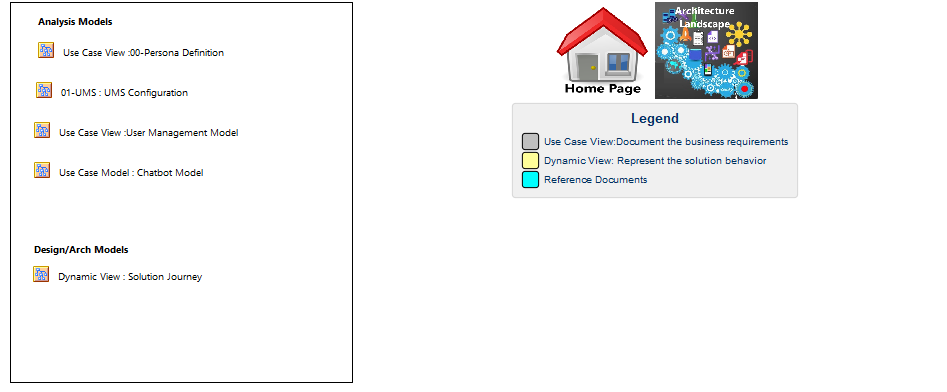 Analysis Models
Use Case View :00-Persona Definition
01-UMS : UMS Configuration
Use Case View :User Management Model
Use Case Model : Chatbot Model
Design/Arch Models
Dynamic View : Solution Journey
Home Page
Architecture
Landscape
Legend
Use Case View:Document the business requirements
Dynamic View: Represent the solution behavior
Reference Documents